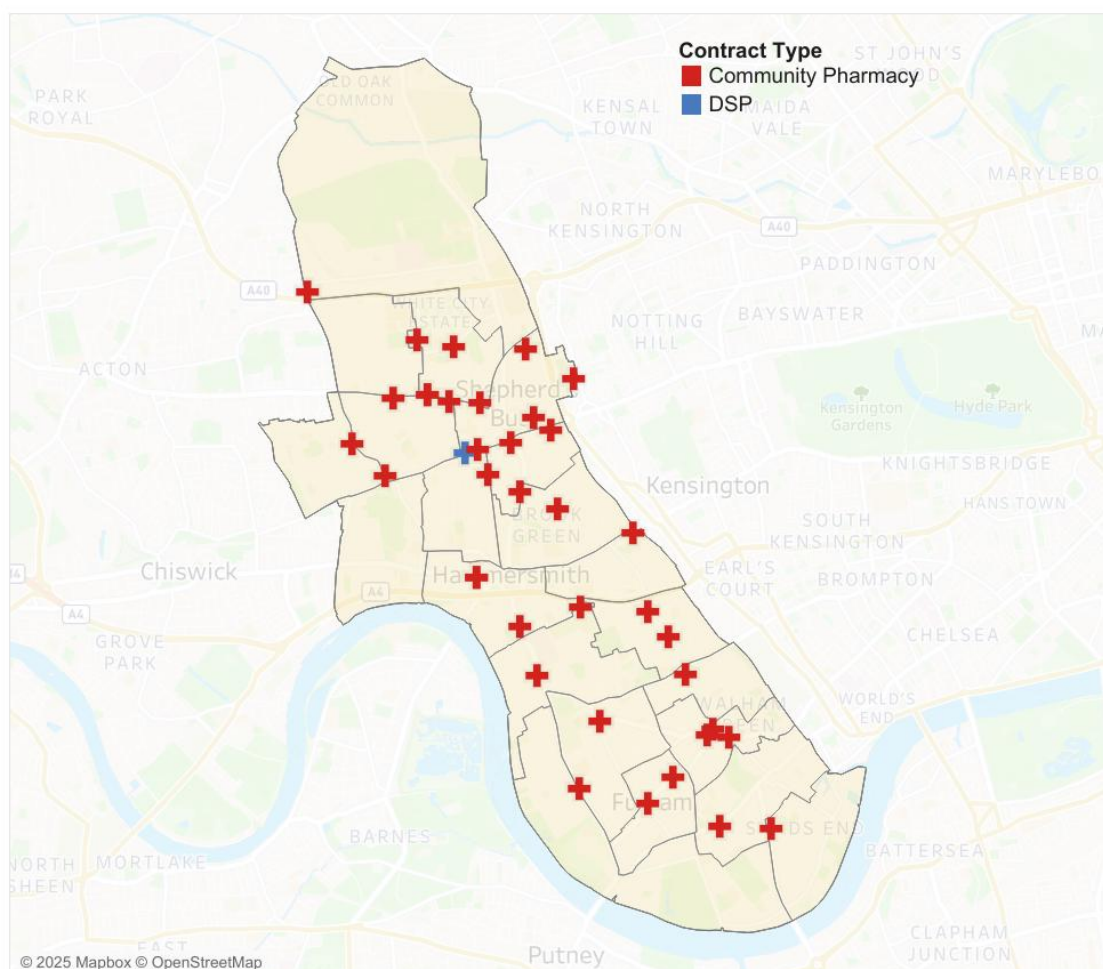 Contract Type
Community Pharmacy
DSP
ST JOHN'S
OLD OAK
COMMON
PARK
ROYAL
KENSAL
TOWN
MAIDA
VALE
MARYLEBO
NORTH
KENSINGTON
A40
PADDINGTON
A40
WHITE CITY
ESTATE
NOTTING
HILL
BAYSWATER
ACTON
Shepherd's
Bus
Kensington
Gardens
Hyde Park
KNIGHTSBRIDGE
Kensington
HANS TOWN
BROOK
GREEN
SOUTH
KENSINGTON
Chiswick
Hammersmith
EARL'S
COURT
BROMPTON
A4
A4
GROVE
PARK
CHELSEA
WORLD'S
END
WALHAM
GREEN
Fulham
SANDS END
BARNES
BATTERSEA
NORTH
SHEEN
MORTLAKE
CLAPHAM
JUNCTION
EAST
Putney
© 2025 Mapbox © OpenStreetMap